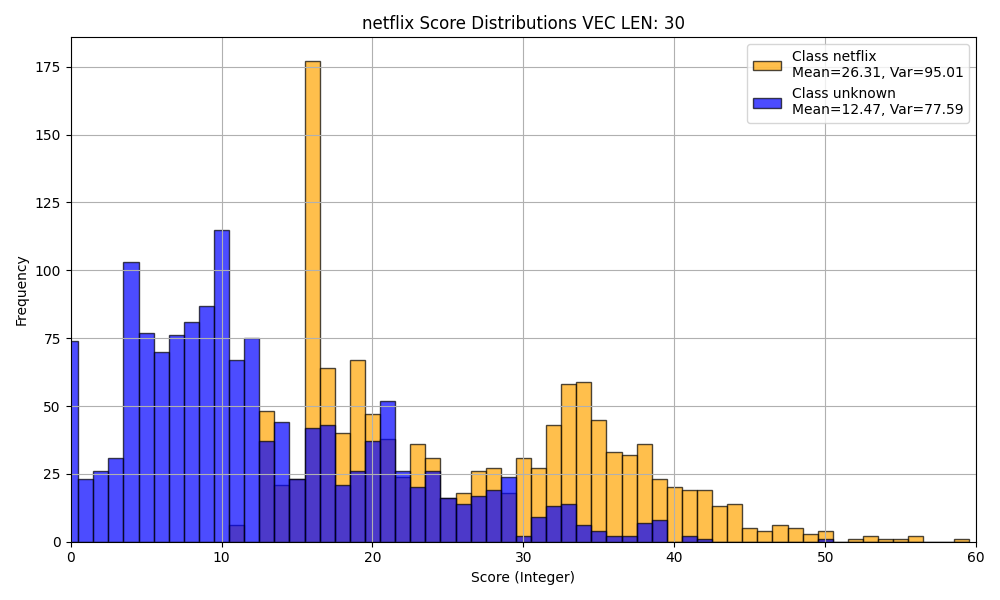 netflix Score Distributions VEC LEN: 30
Class netflix
Mean=26.31, Var=95.01
Class unknown
Mean=12.47, Var=77.59
Frequency
175
150
125
100
75
50
25
0
0 10 20 30 40 50 60
Score (Integer)